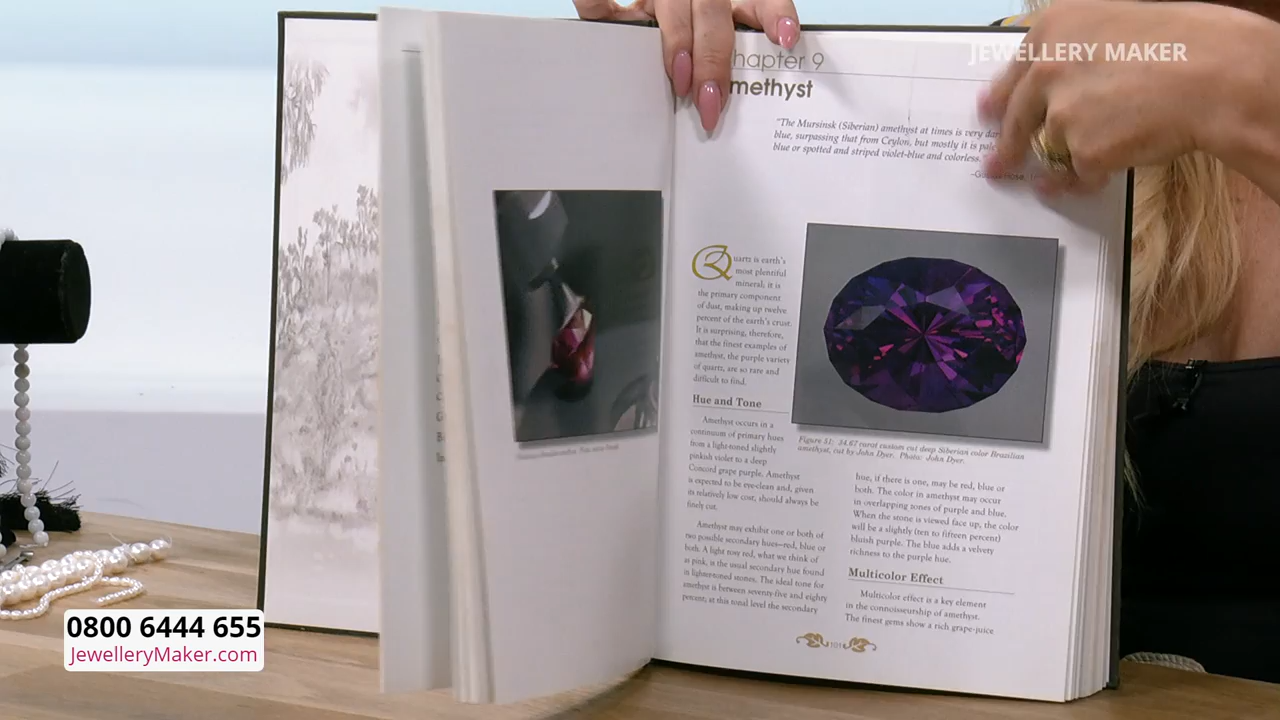 JEWELLERY MAKER
hapter 9
methyst
"The Mursinsk (Siberian) amethyst at times is very
blue, surpassing that from Ceylon, but mostly it is pale
blue or spotted and striped violet-blue and colorless.
Quartz is earth's
most plentiful
mineral; it is
the primary component
of dust, making up twelve
percent of the earth's crust.
It is surprising, therefore,
that the finest examples of
amethyst, the purple variety
of quartz, are so rare and
difficult to find.
Hue and Tone
Amethyst occurs in a
continuum of primary hues
from a light-toned slightly
pinkish violet to a deep
Concord grape purple. Amethyst
is expected to be eye-clean and, given
its relatively low cost, should always be
finely cut.
Amethyst may exhibit one or both of
two possible secondary hues—red, blue or
both. A light rosy red, what we think of
as pink, is the usual secondary hue found
in lighter-toned stones. The ideal tone for
amethyst is between seventy-five and eighty
percent; at this tonal level the secondary
Figure 51: 34.67 carat custom cut deep Siberian color Brazilian
amethyst, cut by John Dyer. Photo: John Dyer.
hue, if there is one, may be red, blue or
both. The color in amethyst may occur
in overlapping tones of purple and blue.
When the stone is viewed face up, the color
will be a slightly (ten to fifteen percent)
bluish purple. The blue adds a velvety
richness to the purple hue.
Multicolor Effect
Multicolor effect is a key element
in the connoisseurship of amethyst.
The finest gems show a rich grape-juice
101
0800 6444 655
JewelleryMaker.com